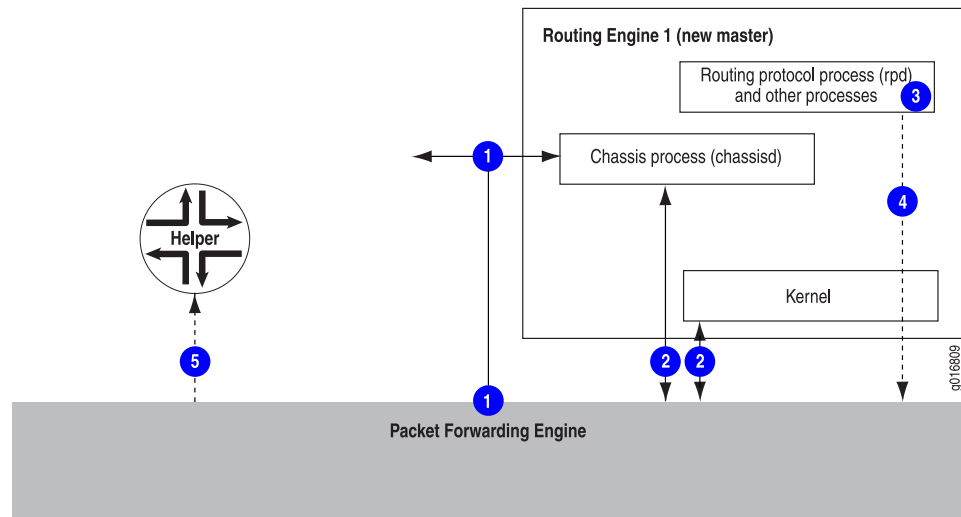 Routing Engine 1 (new master)
Routing protocol process (rpd)
and other processes
3
1
Chassis process (chassisd)
4
Helper
Kernel
5
2
2
g016809
1
Packet Forwarding Engine